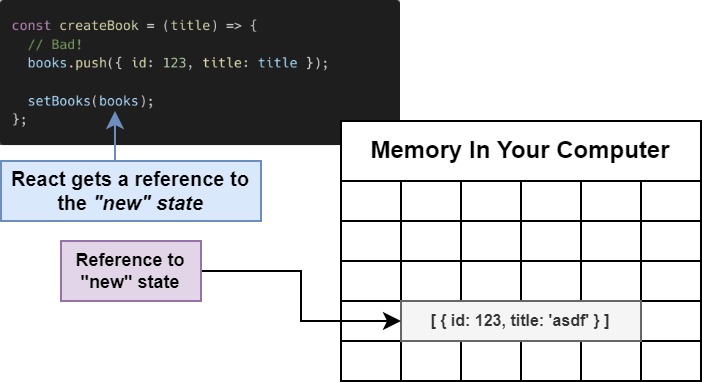 const createBook = (title) => {
// Bad!
books.push({ id: 123, title: title });
setBooks(books);
};
React gets a reference to
the "new" state
Memory In Your Computer
Reference to
"new" state
[ { id: 123, title: 'asdf' } ]